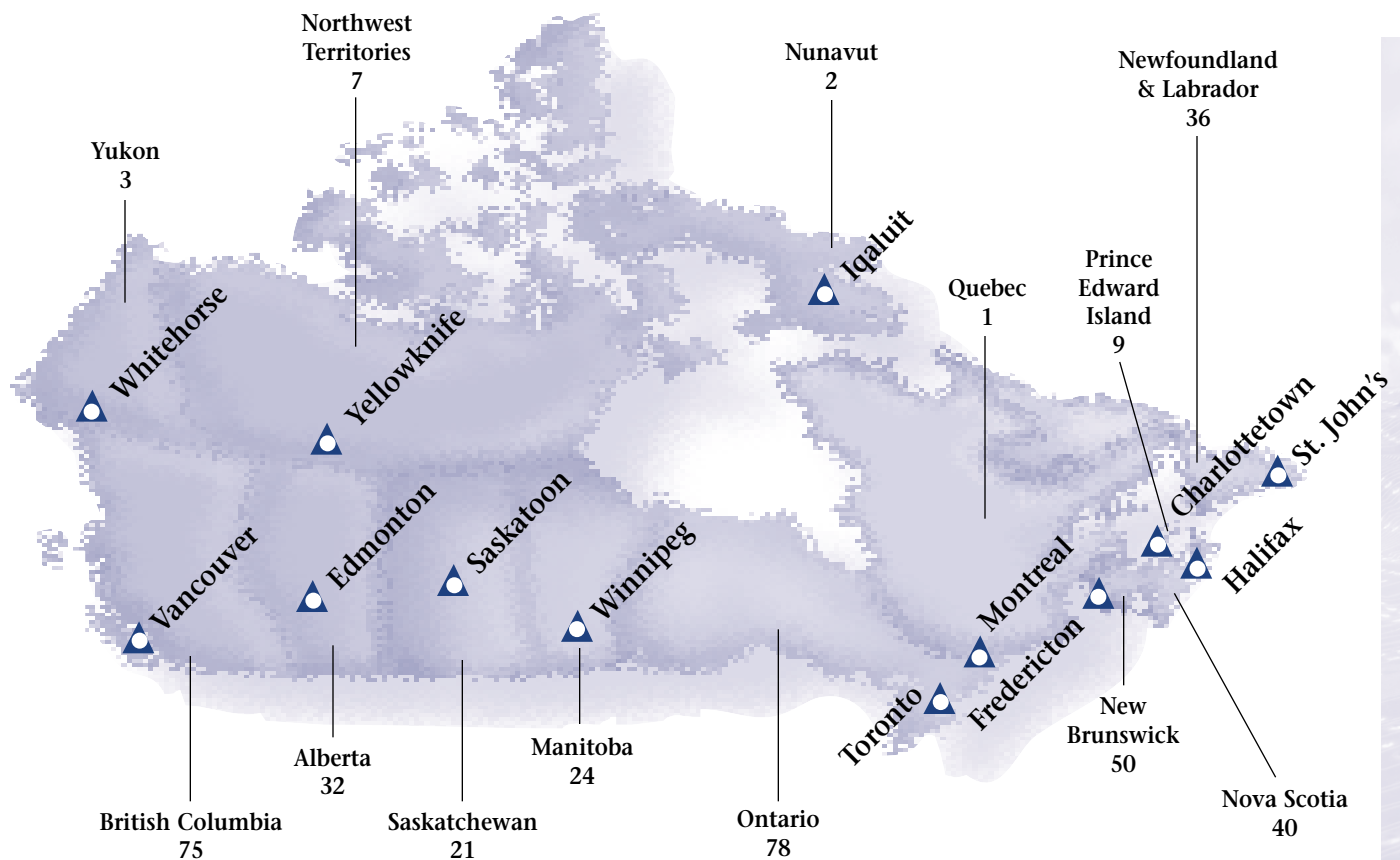 Northwest
Territories
7
Nunavut
2
Newfoundland
& Labrador
36
Yukon
3
Iqaluit
Prince
Edward
Island
9
Quebec
1
Whitehorse
Yellowknife
Charlottetown
St. John's
Edmonton
Saskatoon
Vancouver
Winnipeg
Montreal
Halifax
Fredericton
Toronto
New
Brunswick
50
Manitoba
24
Alberta
32
Nova Scotia
40
British Columbia
75
Saskatchewan
21
Ontario
78